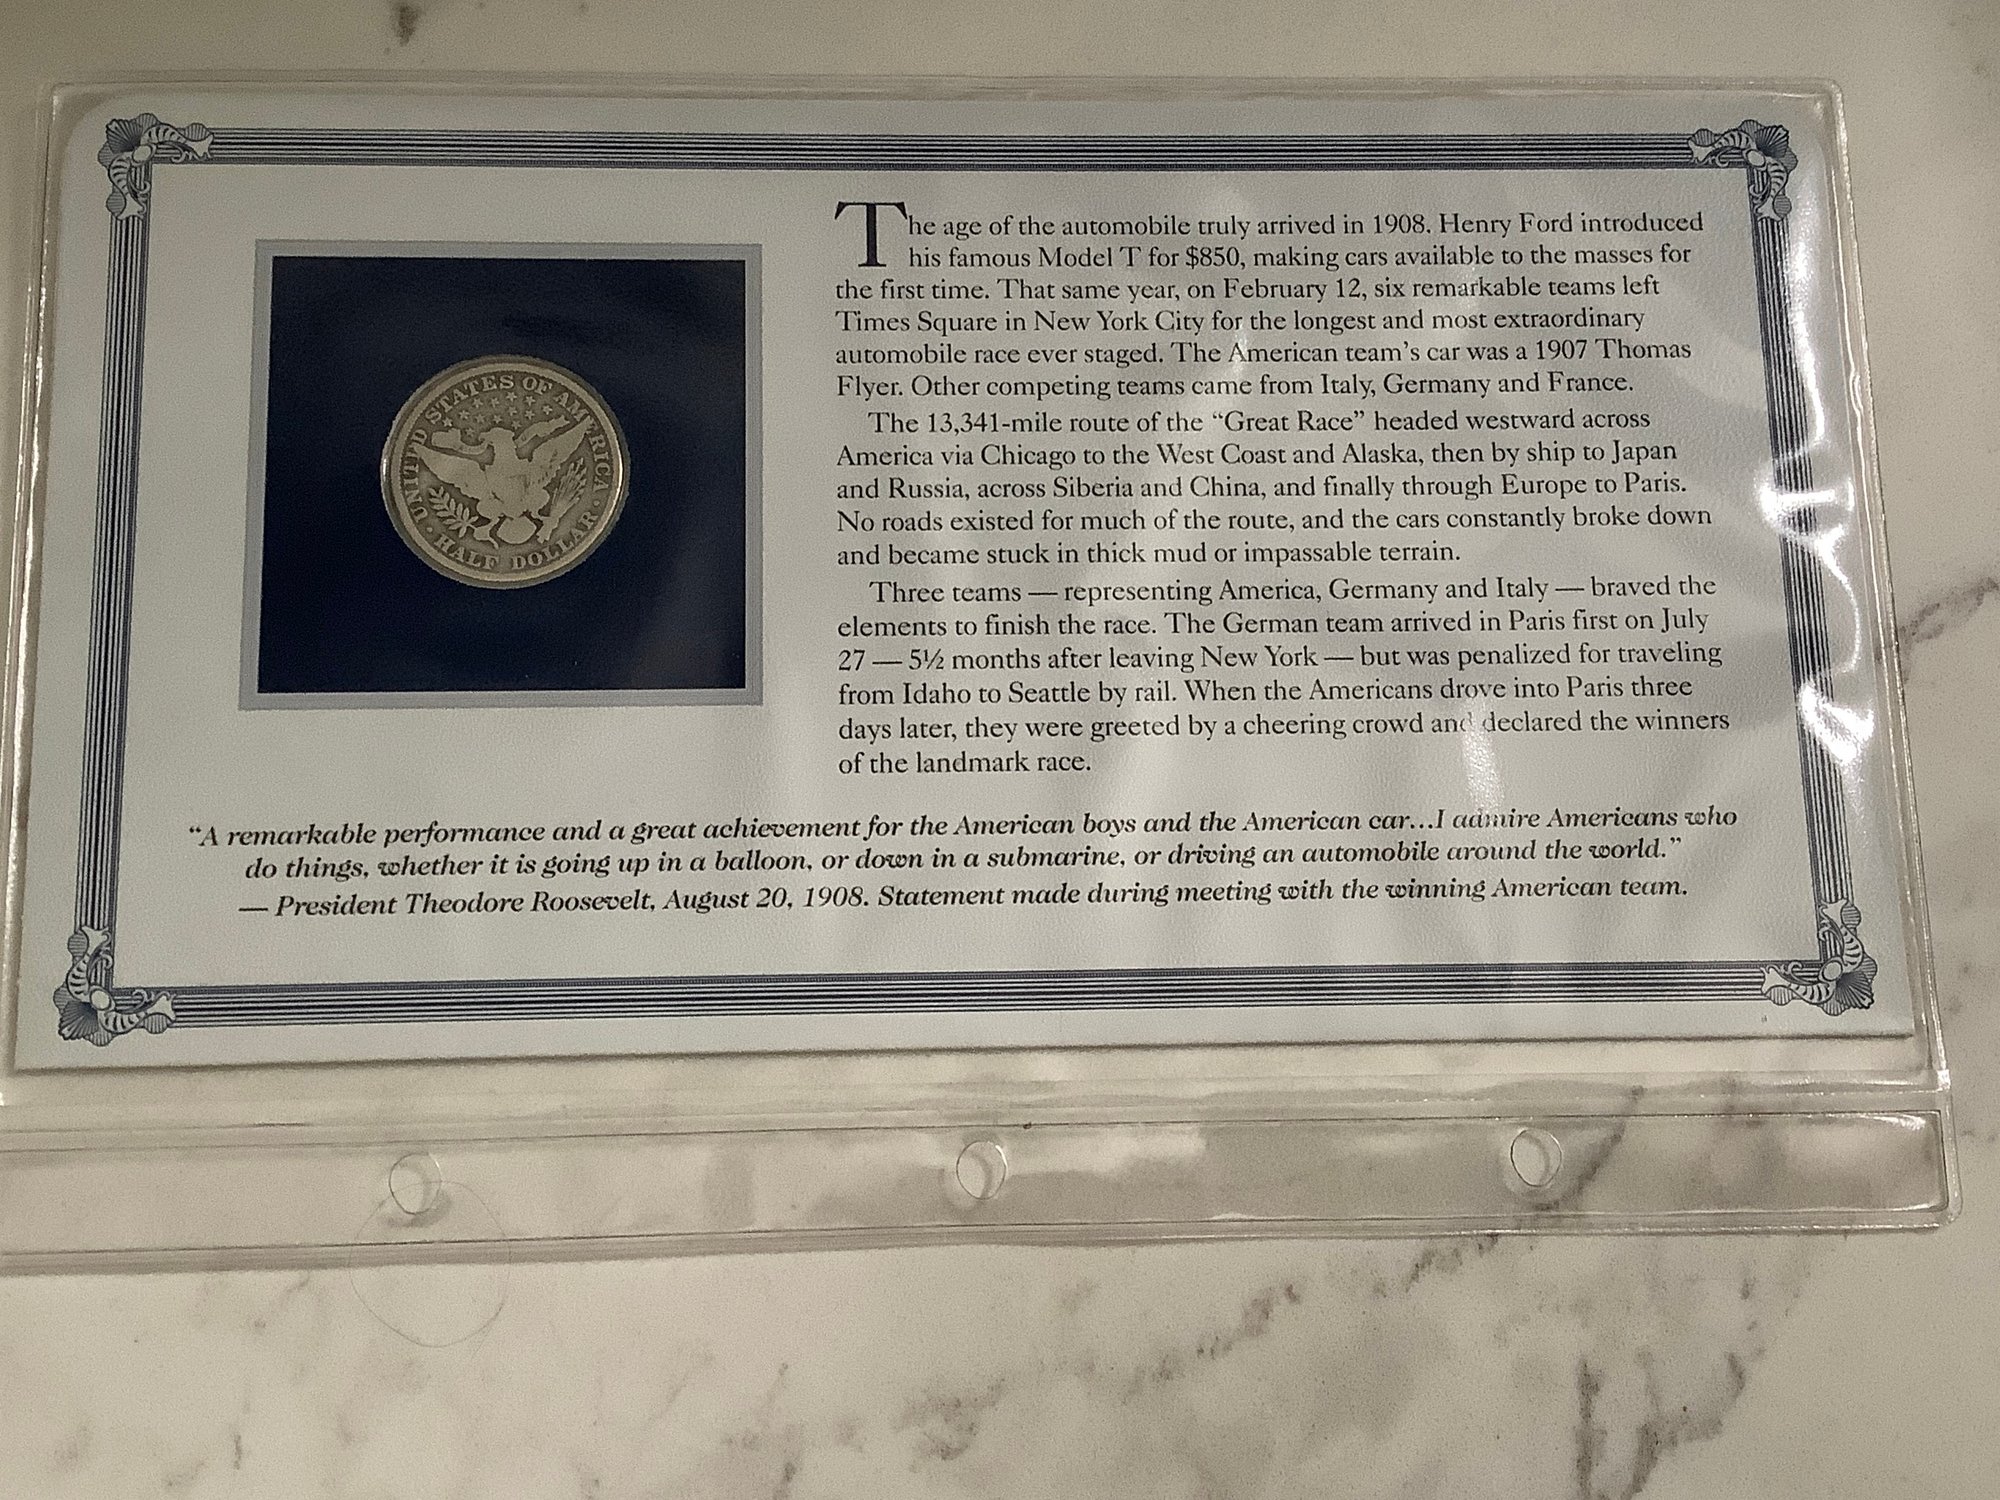 UNITED STATES OF AMERICA
HALF DOLLAR
The age of the automobile truly arrived in 1908. Henry Ford introduced
his famous Model T for $850, making cars available to the masses for
the first time. That same year, on February 12, six remarkable teams left
Times Square in New York City for the longest and most extraordinary
automobile race ever staged. The American team's car was a 1907 Thomas
Flyer. Other competing teams came from Italy, Germany and France.
The 13,341-mile route of the “Great Race” headed westward across
America via Chicago to the West Coast and Alaska, then by ship to Japan
and Russia, across Siberia and China, and finally through Europe to Paris.
No roads existed for much of the route, and the cars constantly broke down
and became stuck in thick mud or impassable terrain.
Three teams — representing America, Germany and Italy — braved the
elements to finish the race. The German team arrived in Paris first on July
27 — 5½ months after leaving New York — but was penalized for traveling
from Idaho to Seattle by rail. When the Americans drove into Paris three
days later, they were greeted by a cheering crowd and declared the winners
of the landmark race.
“A remarkable performance and a great achievement for the American boys and the American car...I admire Americans who
do things, whether it is going up in a balloon, or down in a submarine, or driving an automobile around the world.”
— President Theodore Roosevelt, August 20, 1908. Statement made during meeting with the winning American team.